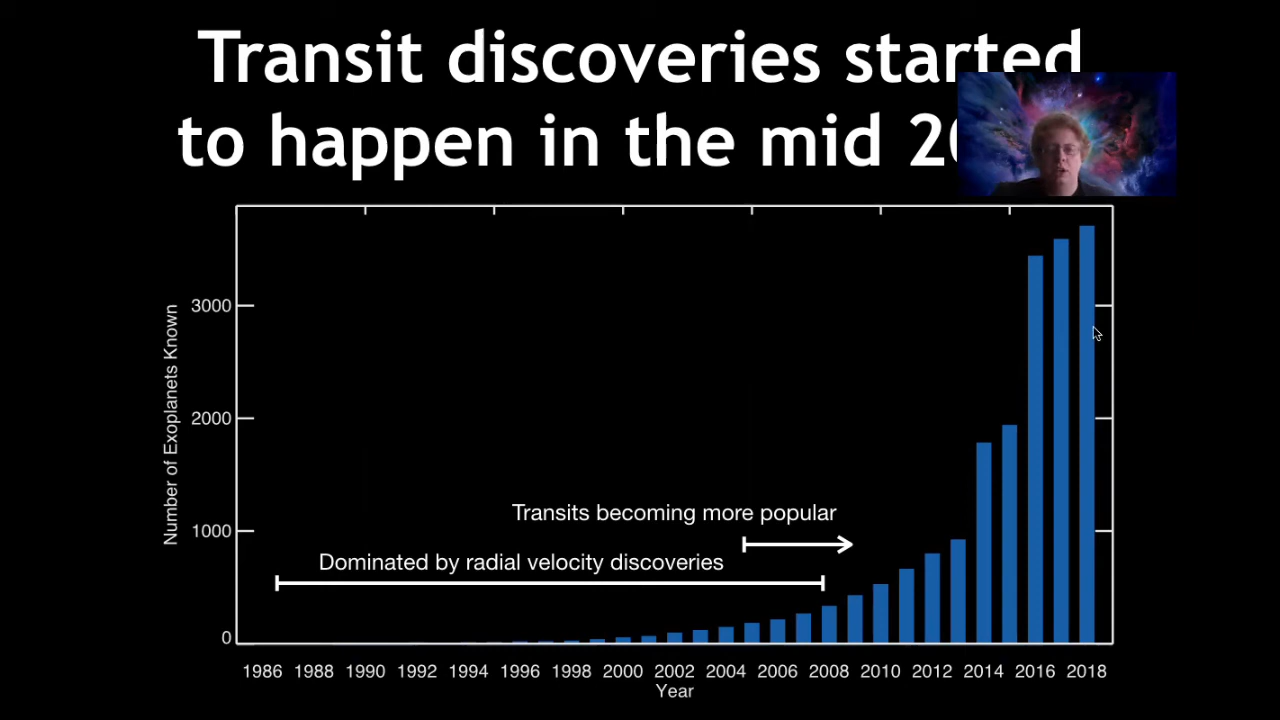 Transit discoveries started
to happen in the mid
3000
2000
1000
0
Number of Exoplanets Known
Transits becoming more popular
Dominated by radial velocity discoveries
1986 1988 1990 1992 1994 1996 1998 2000 2002 2004 2006 2008 2010 2012 2014 2016 2018
Year